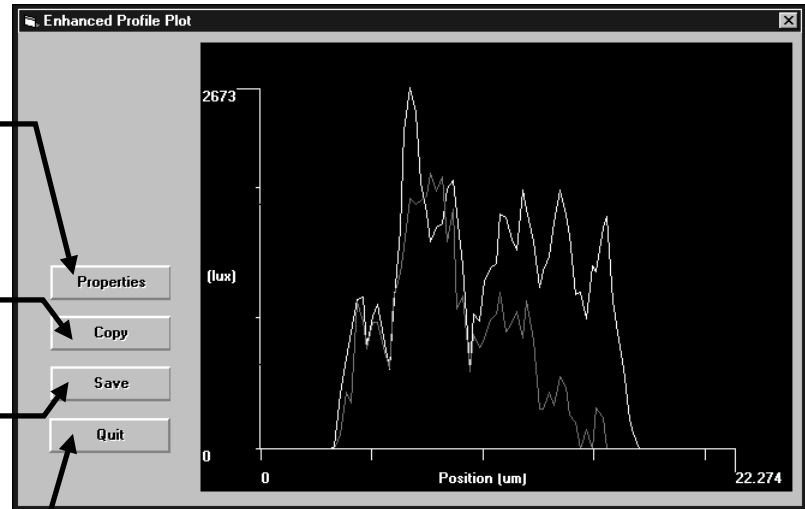 Enhanced Profile Plot
2673
(lux)
0
0
Position (um)
22.274
Properties
Copy
Save
Quit